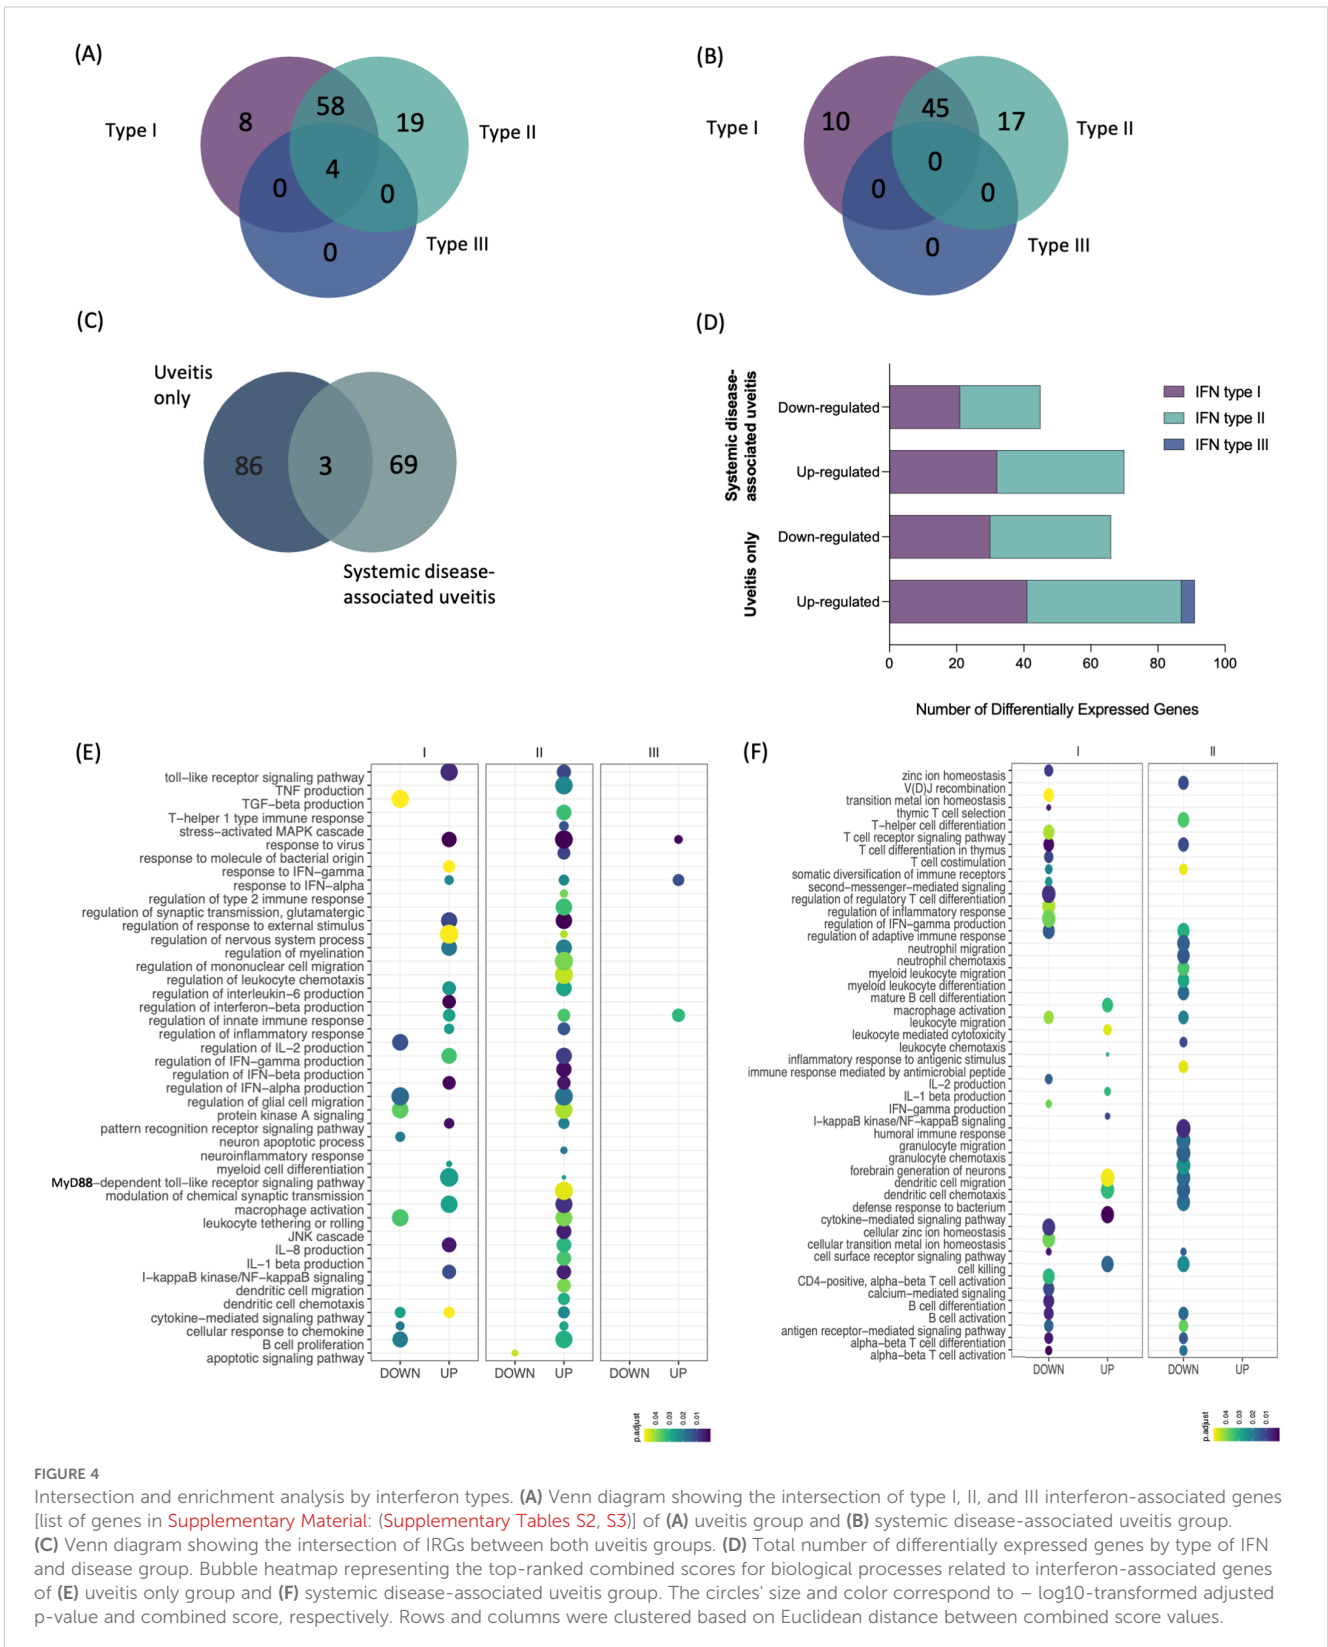 (A)
Type I
8
58
19
Type II
4
0
0
0
Type III
(B)
Type I
10
45
17
Type II
0
0
0
0
Type III
(C)
Uveitis
only
86
3
69
Systemic disease-
associated uveitis
(D)
Systemic disease-
associated uveitis
Uveitis only
Down-regulated
Up-regulated
Down-regulated
Up-regulated
IFN type I
IFN type II
IFN type III
0 20 40 60 80 100
Number of Differentially Expressed Genes
(E)
I II III
toll−like receptor signaling pathway
TNF production
TGF−beta production
T−helper 1 type immune response
stress−activated MAPK cascade
response to virus
response to molecule of bacterial origin
response to IFN−gamma
response to IFN−alpha
regulation of type 2 immune response
regulation of synaptic transmission, glutamatergic
regulation of response to external stimulus
regulation of nervous system process
regulation of myelination
regulation of mononuclear cell migration
regulation of leukocyte chemotaxis
regulation of interleukin−6 production
regulation of interferon−beta production
regulation of innate immune response
regulation of inflammatory response
regulation of IL−2 production
regulation of IFN−gamma production
regulation of IFN−beta production
regulation of IFN−alpha production
regulation of glial cell migration
protein kinase A signaling
pattern recognition receptor signaling pathway
neuron apoptotic process
neuroinflammatory response
myeloid cell differentiation
MyD88−dependent toll−like receptor signaling pathway
modulation of chemical synaptic transmission
macrophage activation
leukocyte tethering or rolling
JNK cascade
IL−8 production
IL−1 beta production
I−kappaB kinase/NF−kappaB signaling
dendritic cell migration
dendritic cell chemotaxis
cytokine−mediated signaling pathway
cellular response to chemokine
B cell proliferation
apoptotic signaling pathway
DOWN UP DOWN UP DOWN UP
p.adjust
0.04
0.03
0.02
0.01
(F)
I II
zinc ion homeostasis
V(D)J recombination
transition metal ion homeostasis
thymic T cell selection
T−helper cell differentiation
T cell receptor signaling pathway
T cell differentiation in thymus
T cell costimulation
somatic diversification of immune receptors
second−messenger−mediated signaling
regulation of regulatory T cell differentiation
regulation of inflammatory response
regulation of IFN−gamma production
regulation of adaptive immune response
neutrophil migration
neutrophil chemotaxis
myeloid leukocyte migration
myeloid leukocyte differentiation
mature B cell differentiation
macrophage activation
leukocyte migration
leukocyte mediated cytotoxicity
leukocyte chemotaxis
inflammatory response to antigenic stimulus
immune response mediated by antimicrobial peptide
IL−2 production
IL−1 beta production
IFN−gamma production
I−kappaB kinase/NF−kappaB signaling
humoral immune response
granulocyte migration
granulocyte chemotaxis
forebrain generation of neurons
dendritic cell migration
dendritic cell chemotaxis
defense response to bacterium
cytokine−mediated signaling pathway
cellular zinc ion homeostasis
cellular transition metal ion homeostasis
cell surface receptor signaling pathway
cell killing
CD4−positive, alpha−beta T cell activation
calcium−mediated signaling
B cell differentiation
B cell activation
antigen receptor−mediated signaling pathway
alpha−beta T cell differentiation
alpha−beta T cell activation
DOWN UP DOWN UP
p.adjust
0.04
0.03
0.02
0.01
FIGURE 4
Intersection and enrichment analysis by interferon types. (A) Venn diagram showing the intersection of type I, II, and III interferon-associated genes
[list of genes in Supplementary Material: (Supplementary Tables S2, S3)] of (A) uveitis group and (B) systemic disease-associated uveitis group.
(C) Venn diagram showing the intersection of IRGs between both uveitis groups. (D) Total number of differentially expressed genes by type of IFN
and disease group. Bubble heatmap representing the top-ranked combined scores for biological processes related to interferon-associated genes
of (E) uveitis only group and (F) systemic disease-associated uveitis group. The circles' size and color correspond to − log10-transformed adjusted
p-value and combined score, respectively. Rows and columns were clustered based on Euclidean distance between combined score values.